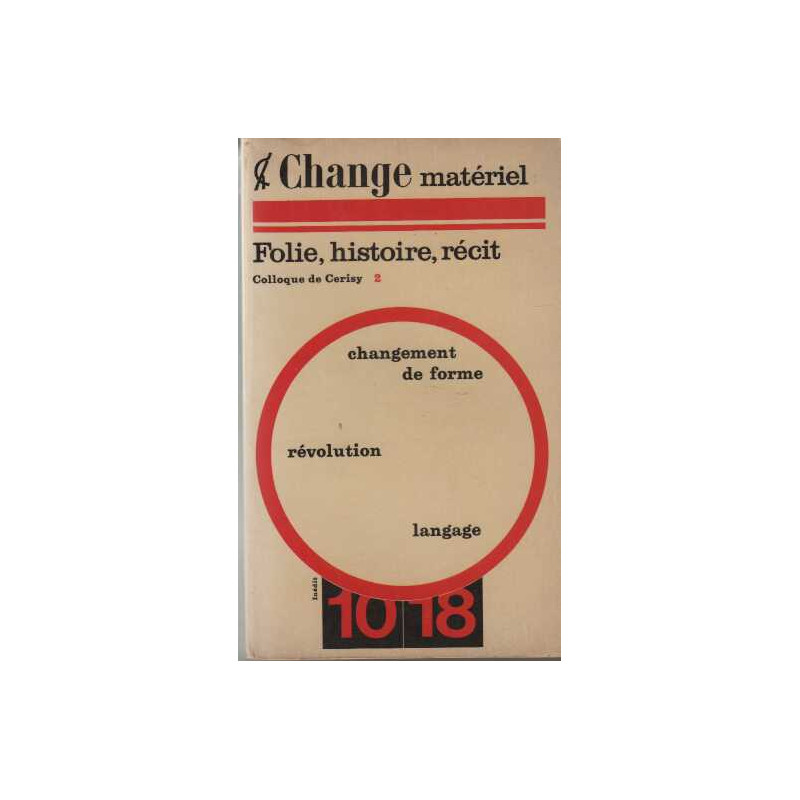 Change matériel
Folie, histoire, récit
Colloque de Cerisy 2
changement
de forme
révolution
langage
Inédit
10 18